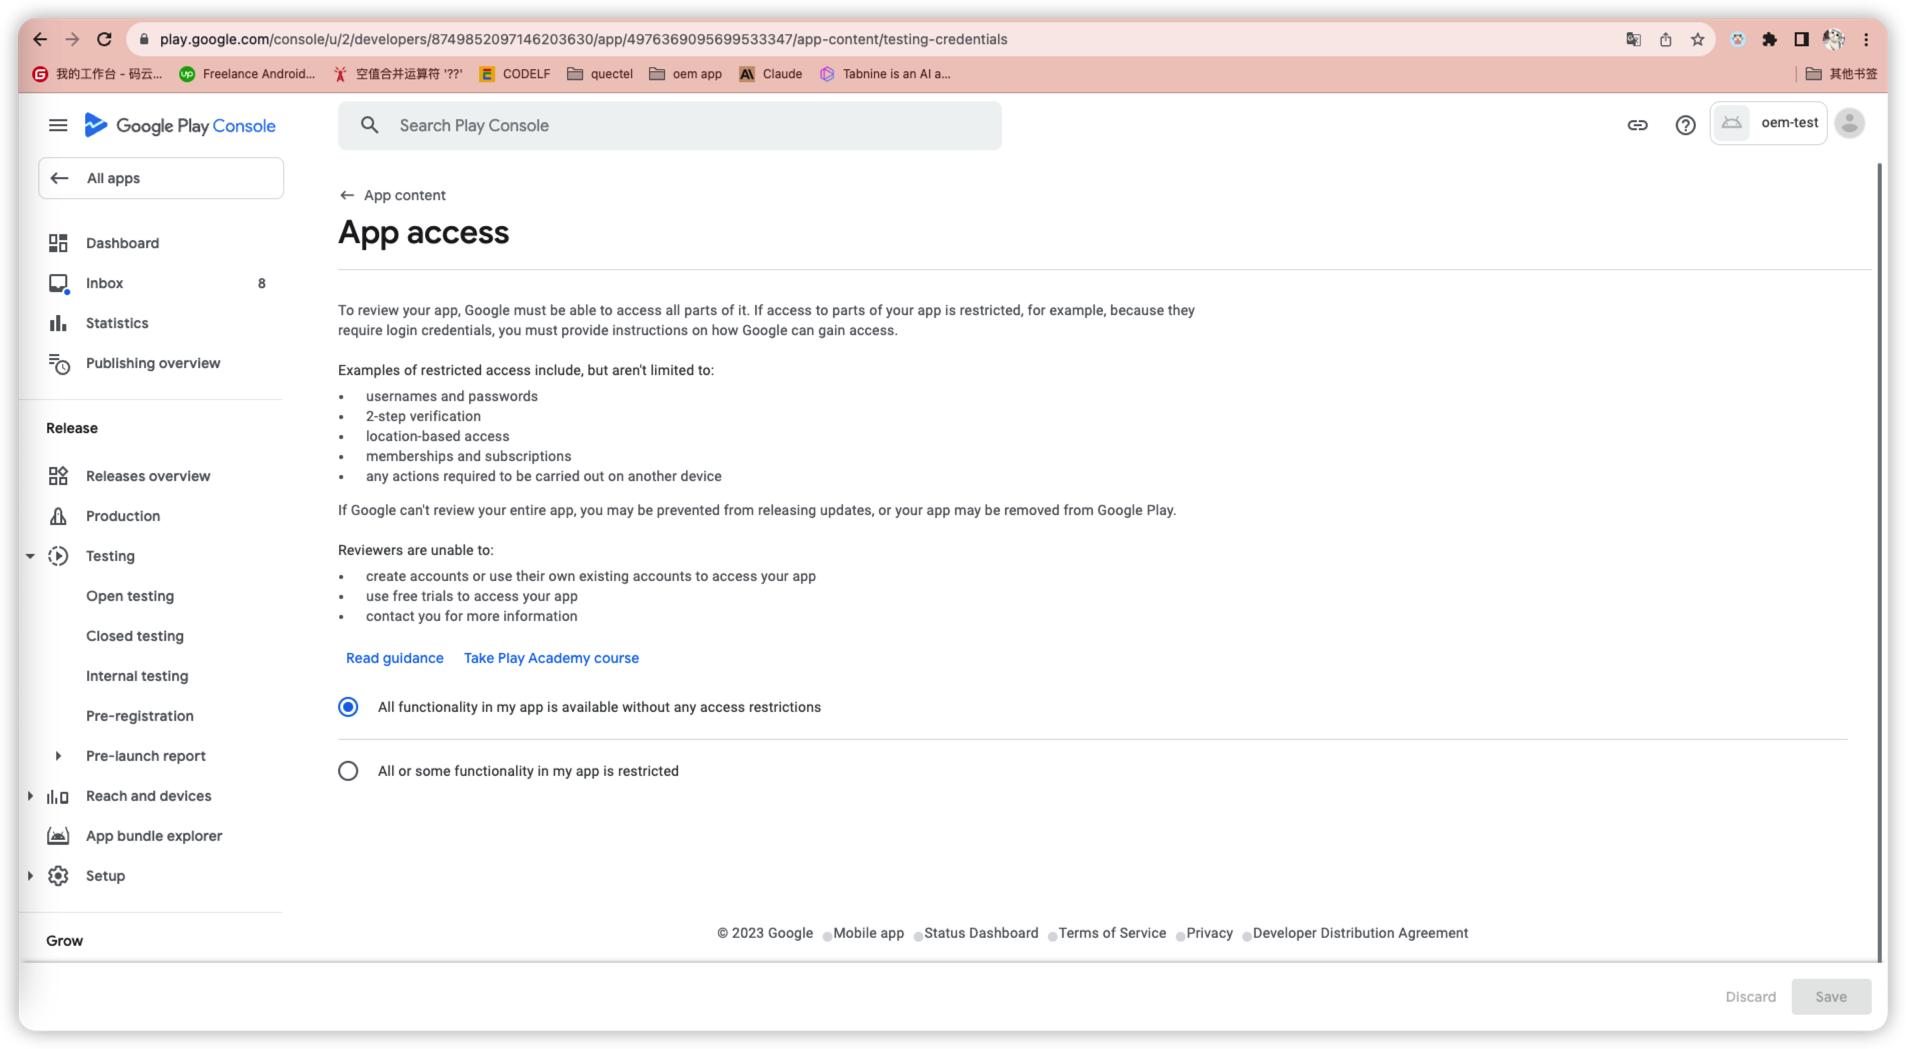 play.google.com/console/u/2/developers/8749852097146203630/app/4976369095699533347/app-content/testing-credentials
我的工作台 - 码云...
Freelance Android...
空值合并运算符 '??'
CODELF
quectel
oem app
Claude
Tabnine is an AI a...
其他书签
Google Play Console
Search Play Console
oem-test
All apps
Dashboard
Inbox 8
Statistics
Publishing overview
Release
Releases overview
Production
Testing
Open testing
Closed testing
Internal testing
Pre-registration
Pre-launch report
Reach and devices
App bundle explorer
Setup
Grow
App content
App access
To review your app, Google must be able to access all parts of it. If access to parts of your app is restricted, for example, because they
require login credentials, you must provide instructions on how Google can gain access.
Examples of restricted access include, but aren't limited to:
• usernames and passwords
• 2-step verification
• location-based access
• memberships and subscriptions
• any actions required to be carried out on another device
If Google can't review your entire app, you may be prevented from releasing updates, or your app may be removed from Google Play.
Reviewers are unable to:
• create accounts or use their own existing accounts to access your app
• use free trials to access your app
• contact you for more information
Read guidance Take Play Academy course
All functionality in my app is available without any access restrictions
All or some functionality in my app is restricted
© 2023 Google Mobile app Status Dashboard Terms of Service Privacy Developer Distribution Agreement
Discard Save